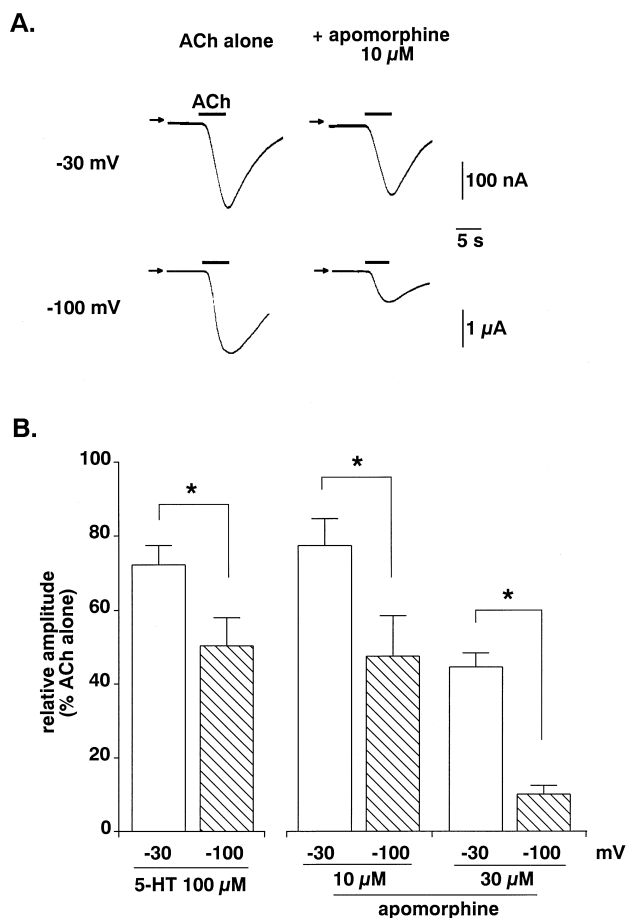 A.
ACh alone
+ apomorphine
10 µM
ACh
-30 mV
100 nA
5 s
-100 mV
1 µA
B.
relative amplitude
(% ACh alone)
100
80
60
40
20
0
*
*
*
-30 -100 -30 -100 -30 -100 mV
5-HT 100 µM 10 µM 30 µM
apomorphine